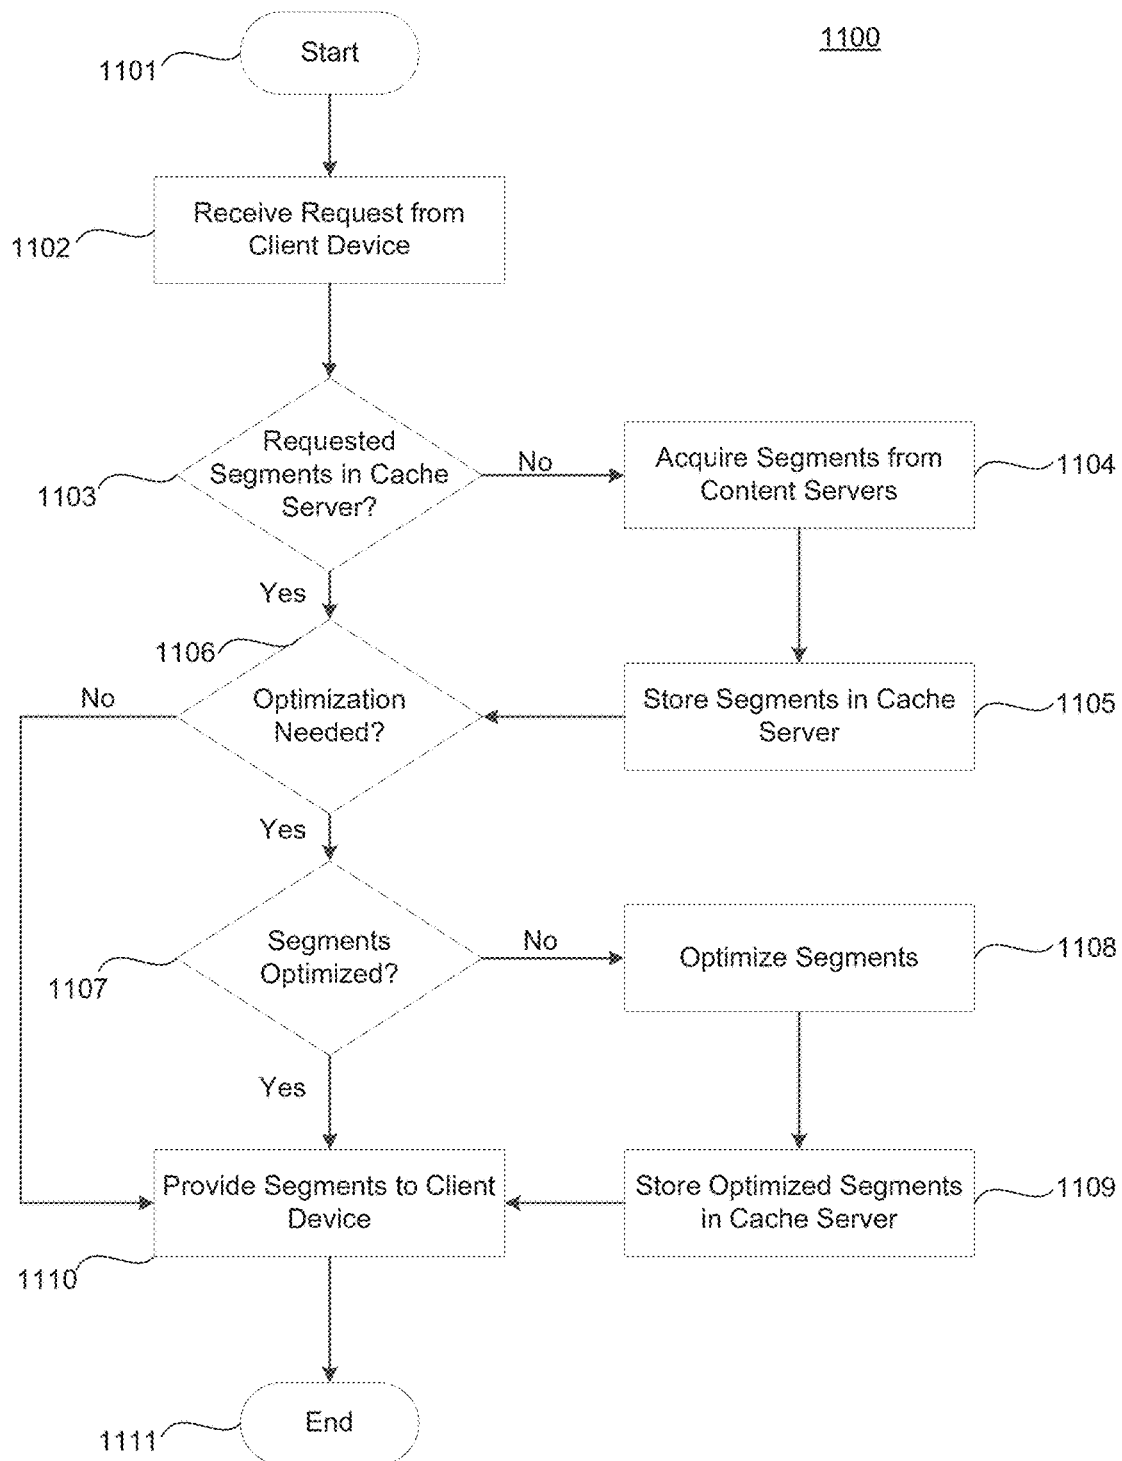 1100
Start
1101
Receive Request from
Client Device
1102
Requested
Segments in Cache
Server?
1103
No
Acquire Segments from
Content Servers
1104
Yes
1106
No
Optimization
Needed?
Store Segments in Cache
Server
1105
Yes
Segments
Optimized?
1107
No
Optimize Segments
1108
Yes
Provide Segments to Client
Device
1110
Store Optimized Segments
in Cache Server
1109
End
1111